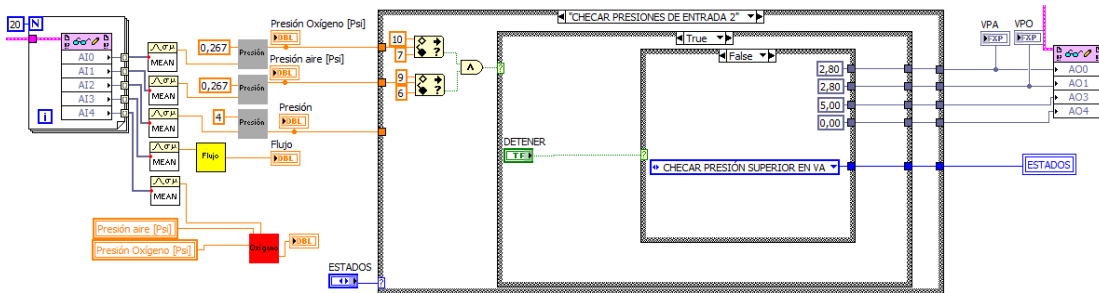 20
N
i
AI0
AI1
AI2
AI3
AI4
MEAN
MEAN
MEAN
MEAN
MEAN
0,267
Presión
Presión Oxígeno [Psi]
DBL
0,267
Presión
Presión aire [Psi]
DBL
4
Presión
Presión
DBL
Flujo
Flujo
DBL
Presión aire [Psi]
Presión Oxígeno [Psi]
Oxígeno
DBL
ESTADOS
"CHECAR PRESIONES DE ENTRADA 2"
10
7
9
6
True
DETENER
TF
False
2,80
2,80
5,00
0,00
CHECAR PRESIÓN SUPERIOR EN VA
VPA
FXP
VPO
FXP
AO0
AO1
AO3
AO4
ESTADOS